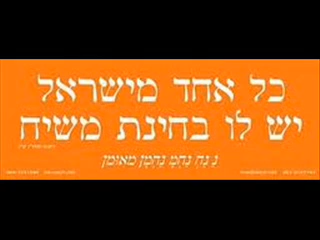 כל אחד מישראל
יש לו בחינת משיח
נ נח נחמ נחמן מאומן